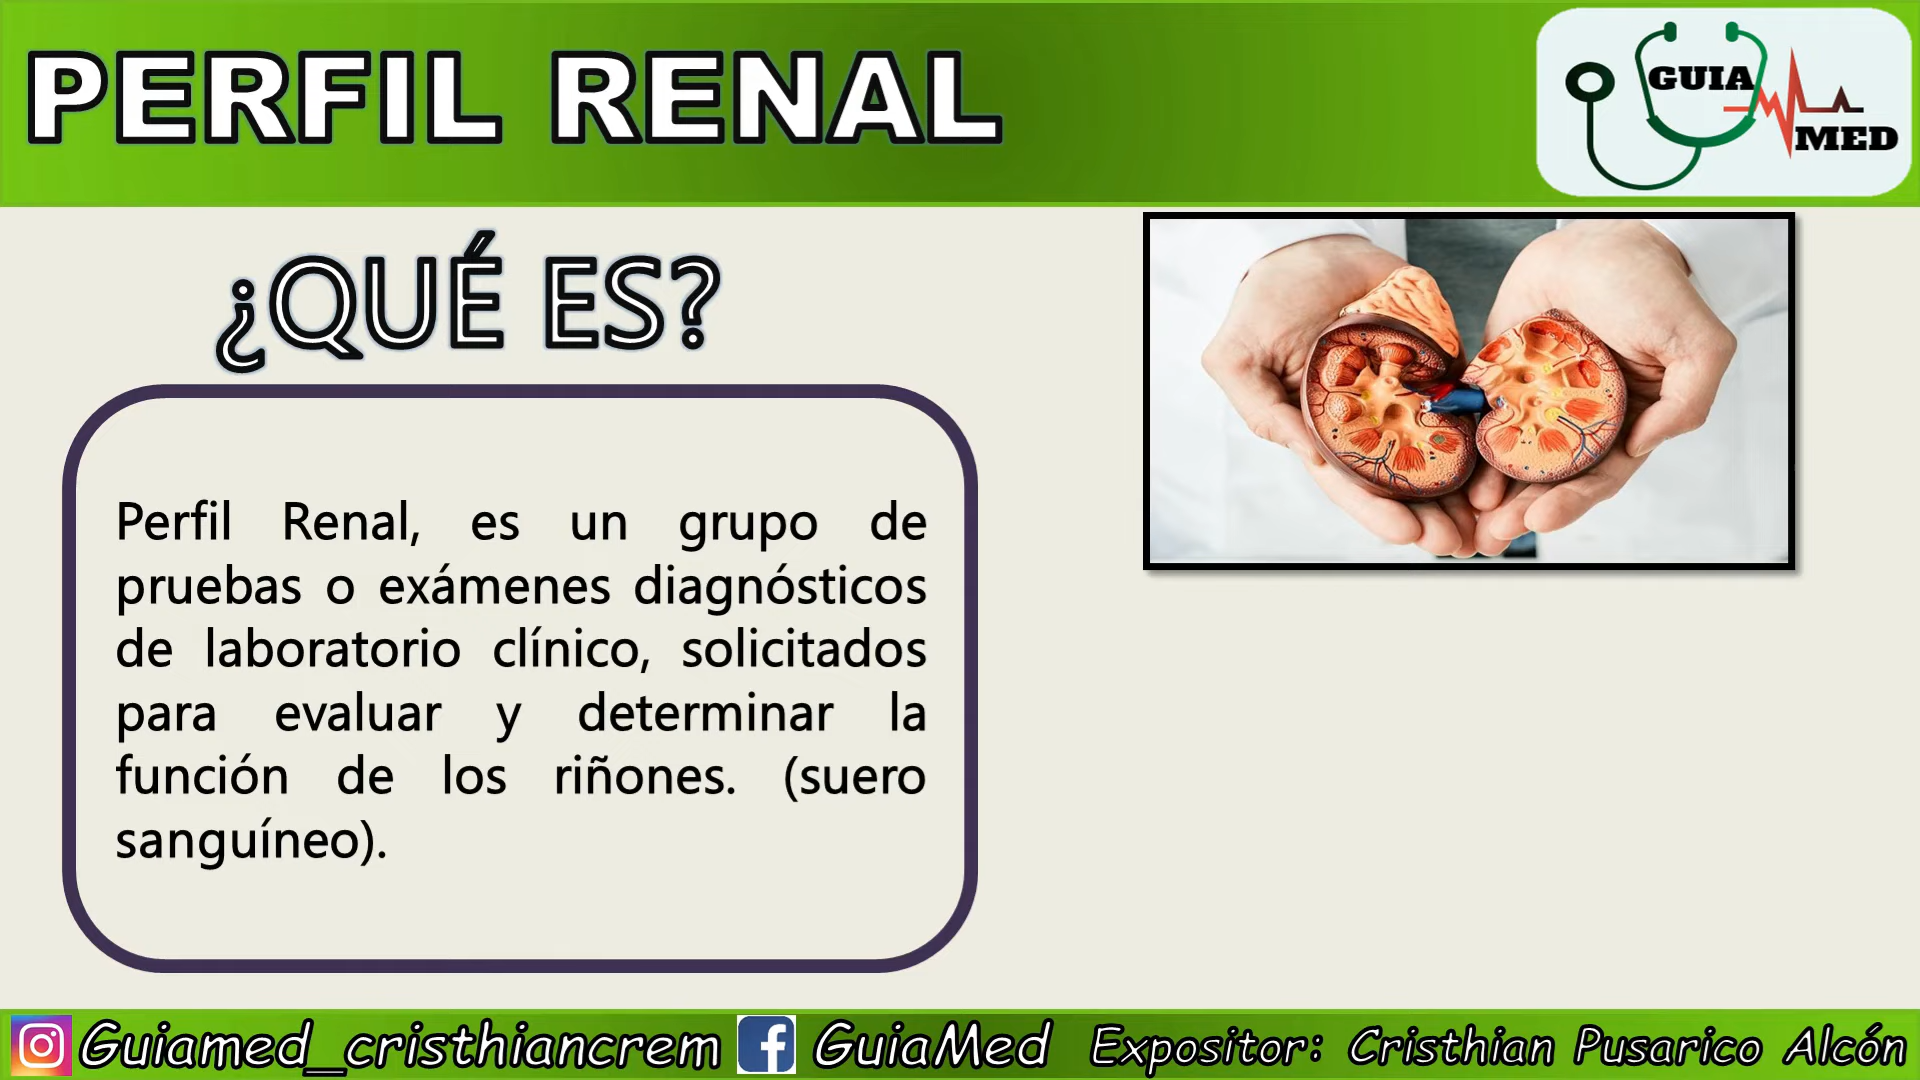 PERFIL RENAL
GUIA
MED
¿QUÉ ES?
Perfil Renal, es un grupo de
pruebas o exámenes diagnósticos
de laboratorio clínico, solicitados
para evaluar y determinar la
función de los riñones. (suero
sanguíneo).
Guiamed_cristhiancrem GuiaMed Expositor: Cristhian Pusarico Alcón